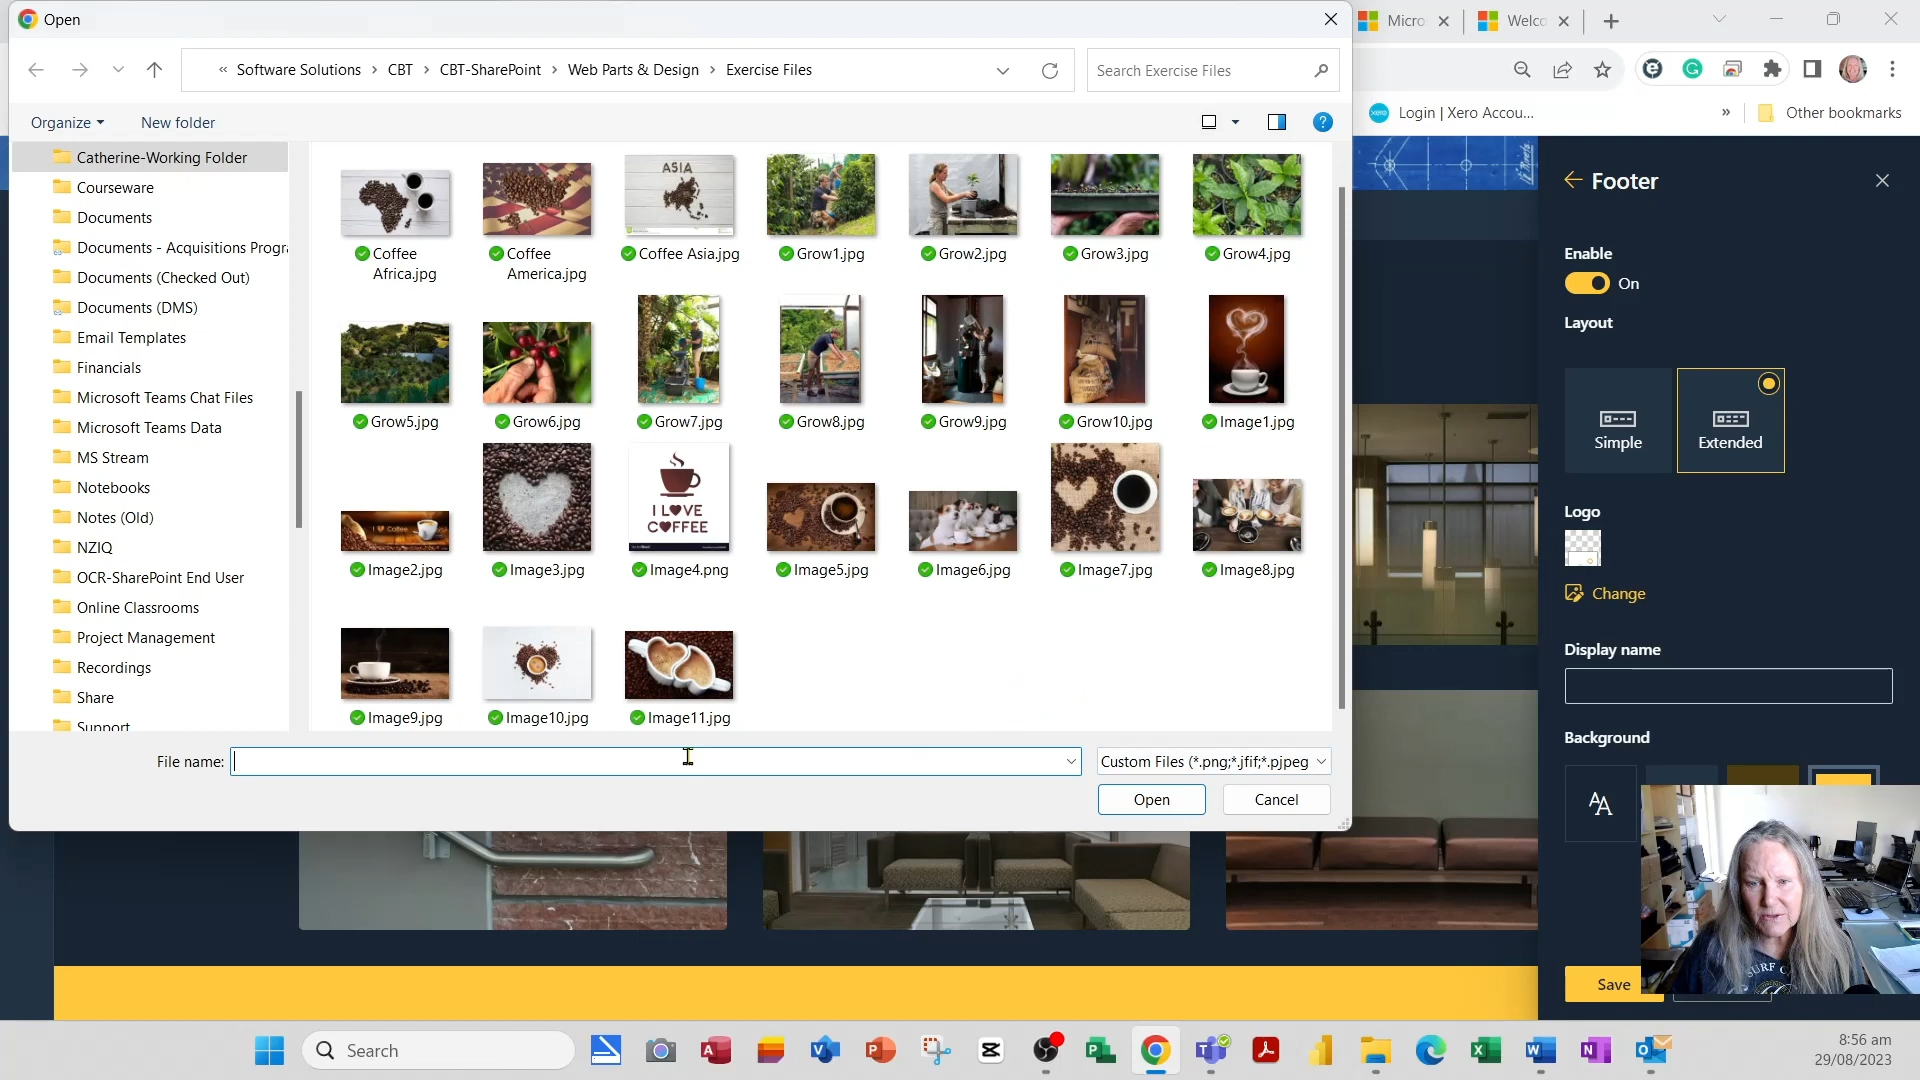 Open
Micro
Welco
« Software Solutions > CBT > CBT-SharePoint > Web Parts & Design > Exercise Files
Search Exercise Files
Login | Xero Accou...
»
Other bookmarks
Organize
New folder
Catherine-Working Folder
Courseware
Documents
Documents - Acquisitions Progra
Documents (Checked Out)
Documents (DMS)
Email Templates
Financials
Microsoft Teams Chat Files
Microsoft Teams Data
MS Stream
Notebooks
Notes (Old)
NZIQ
OCR-SharePoint End User
Online Classrooms
Project Management
Recordings
Share
Support
ASIA
Coffee Africa.jpg
Coffee America.jpg
Coffee Asia.jpg
Grow1.jpg
Grow2.jpg
Grow3.jpg
Grow4.jpg
Grow5.jpg
Grow6.jpg
Grow7.jpg
Grow8.jpg
Grow9.jpg
Grow10.jpg
Image1.jpg
I LOVE
COFFEE
Image2.jpg
Image3.jpg
Image4.png
Image5.jpg
Image6.jpg
Image7.jpg
Image8.jpg
Image9.jpg
Image10.jpg
Image11.jpg
File name:
Custom Files (*.png;*.jfif;*.pjpeg
Open
Cancel
Footer
Enable
On
Layout
Simple
Extended
Logo
Change
Display name
Background
Save
SURF
Search
8:56 am
29/08/2023